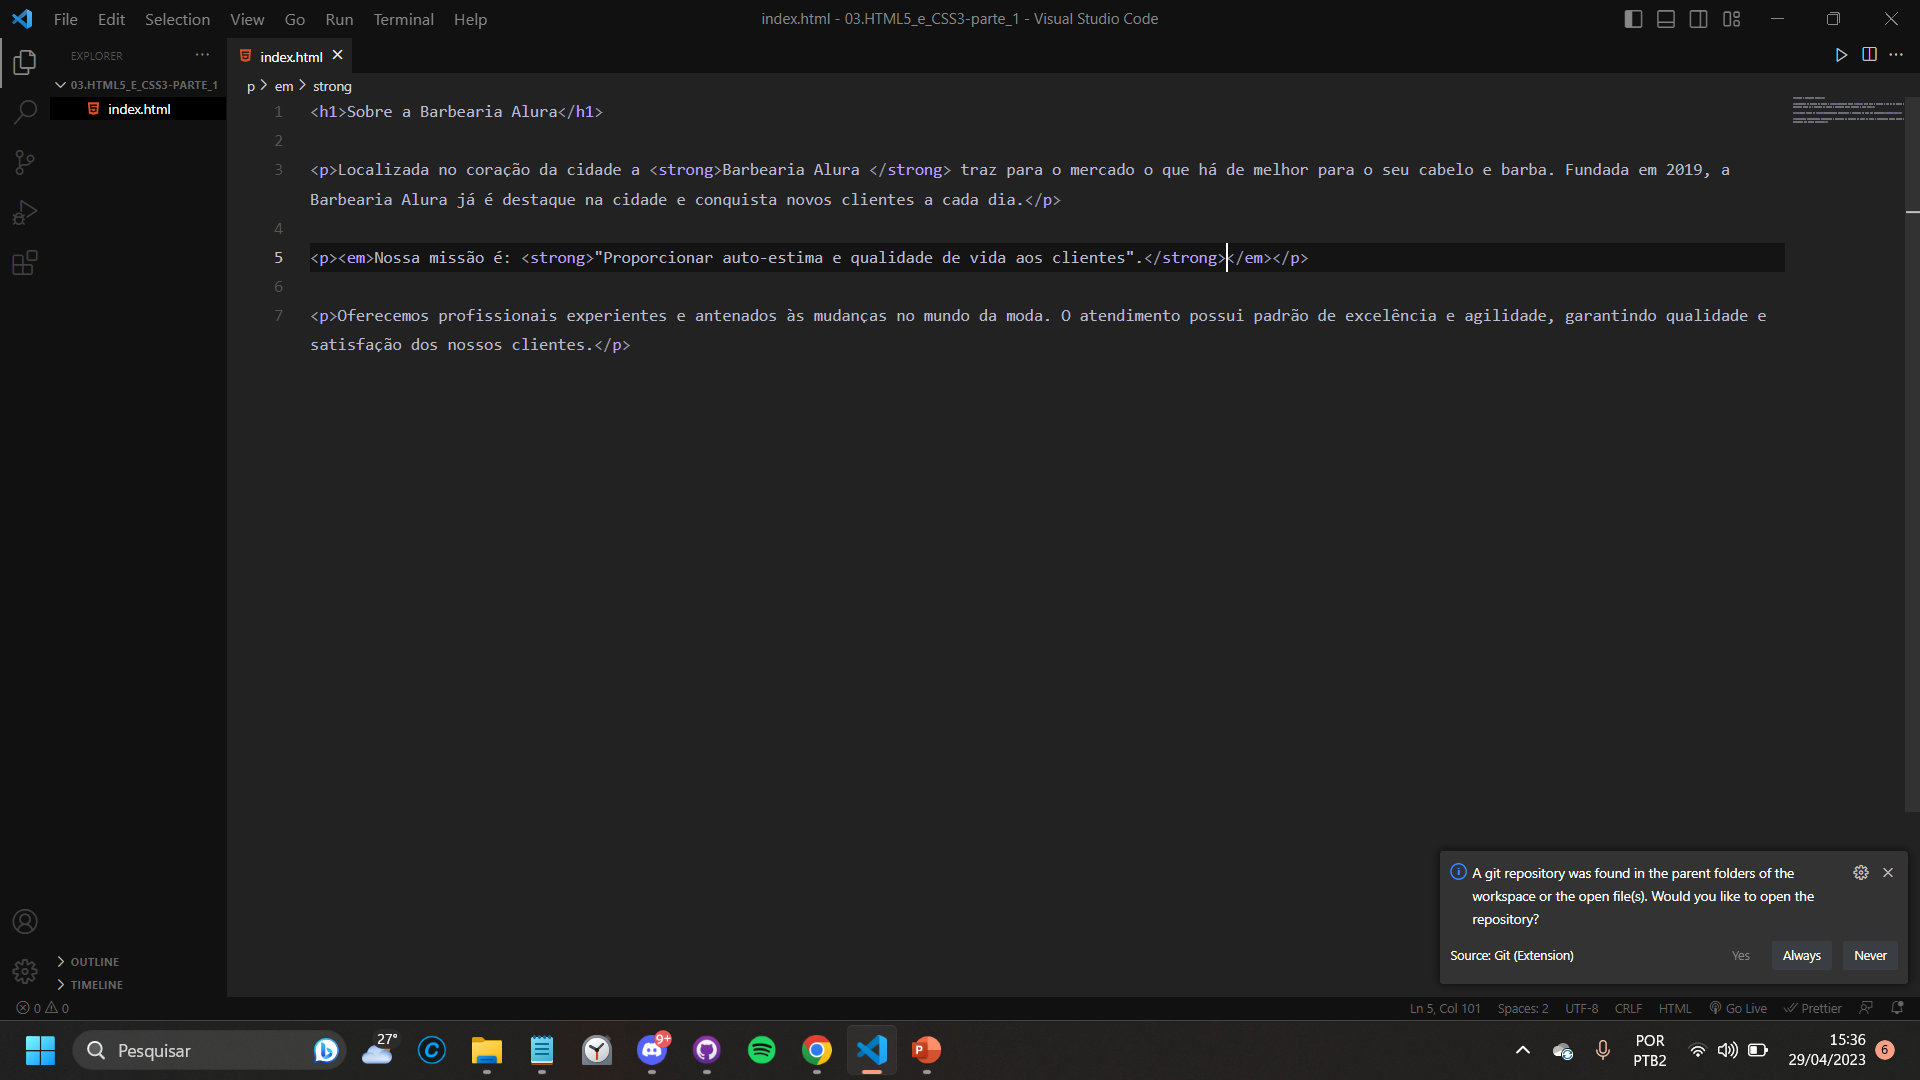 File Edit Selection View Go Run Terminal Help
index.html - 03.HTML5_e_CSS3-parte_1 - Visual Studio Code
EXPLORER
03.HTML5_E_CSS3-PARTE_1
index.html
index.html
p > em > strong
1 <h1>Sobre a Barbearia Alura</h1>
2
3 <p>Localizada no coração da cidade a <strong>Barbearia Alura </strong> traz para o mercado o que há de melhor para o seu cabelo e barba. Fundada em 2019, a
Barbearia Alura já é destaque na cidade e conquista novos clientes a cada dia.</p>
4
5 <p><em>Nossa missão é: <strong>"Proporcionar auto-estima e qualidade de vida aos clientes".</strong></em></p>
6
7 <p>Oferecemos profissionais experientes e antenados às mudanças no mundo da moda. O atendimento possui padrão de excelência e agilidade, garantindo qualidade e
satisfação dos nossos clientes.</p>
A git repository was found in the parent folders of the
workspace or the open file(s). Would you like to open the
repository?
Source: Git (Extension)
Yes Always Never
OUTLINE
TIMELINE
0 0
Ln 5, Col 101 Spaces: 2 UTF-8 CRLF HTML Go Live Prettier
Pesquisar
27°
9+
POR
PTB2
15:36
29/04/2023
6